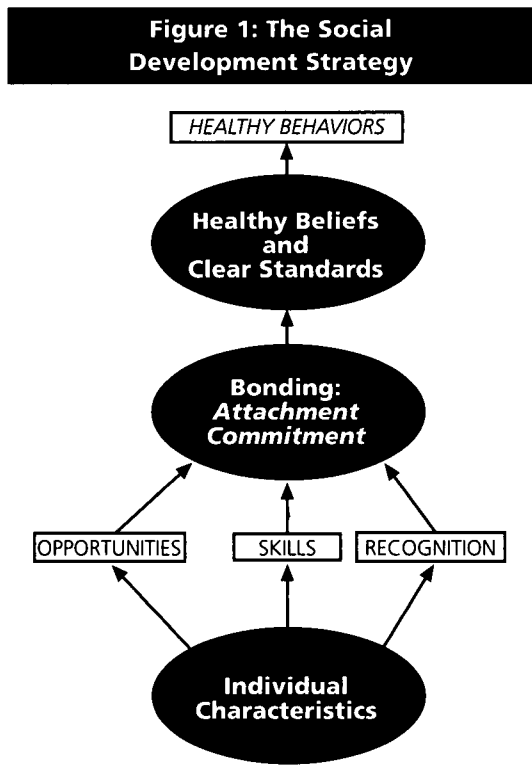 Figure 1: The Social
Development Strategy
HEALTHY BEHAVIORS
Healthy Beliefs
and
Clear Standards
Bonding:
Attachment
Commitment
OPPORTUNITIES
SKILLS
RECOGNITION
Individual
Characteristics